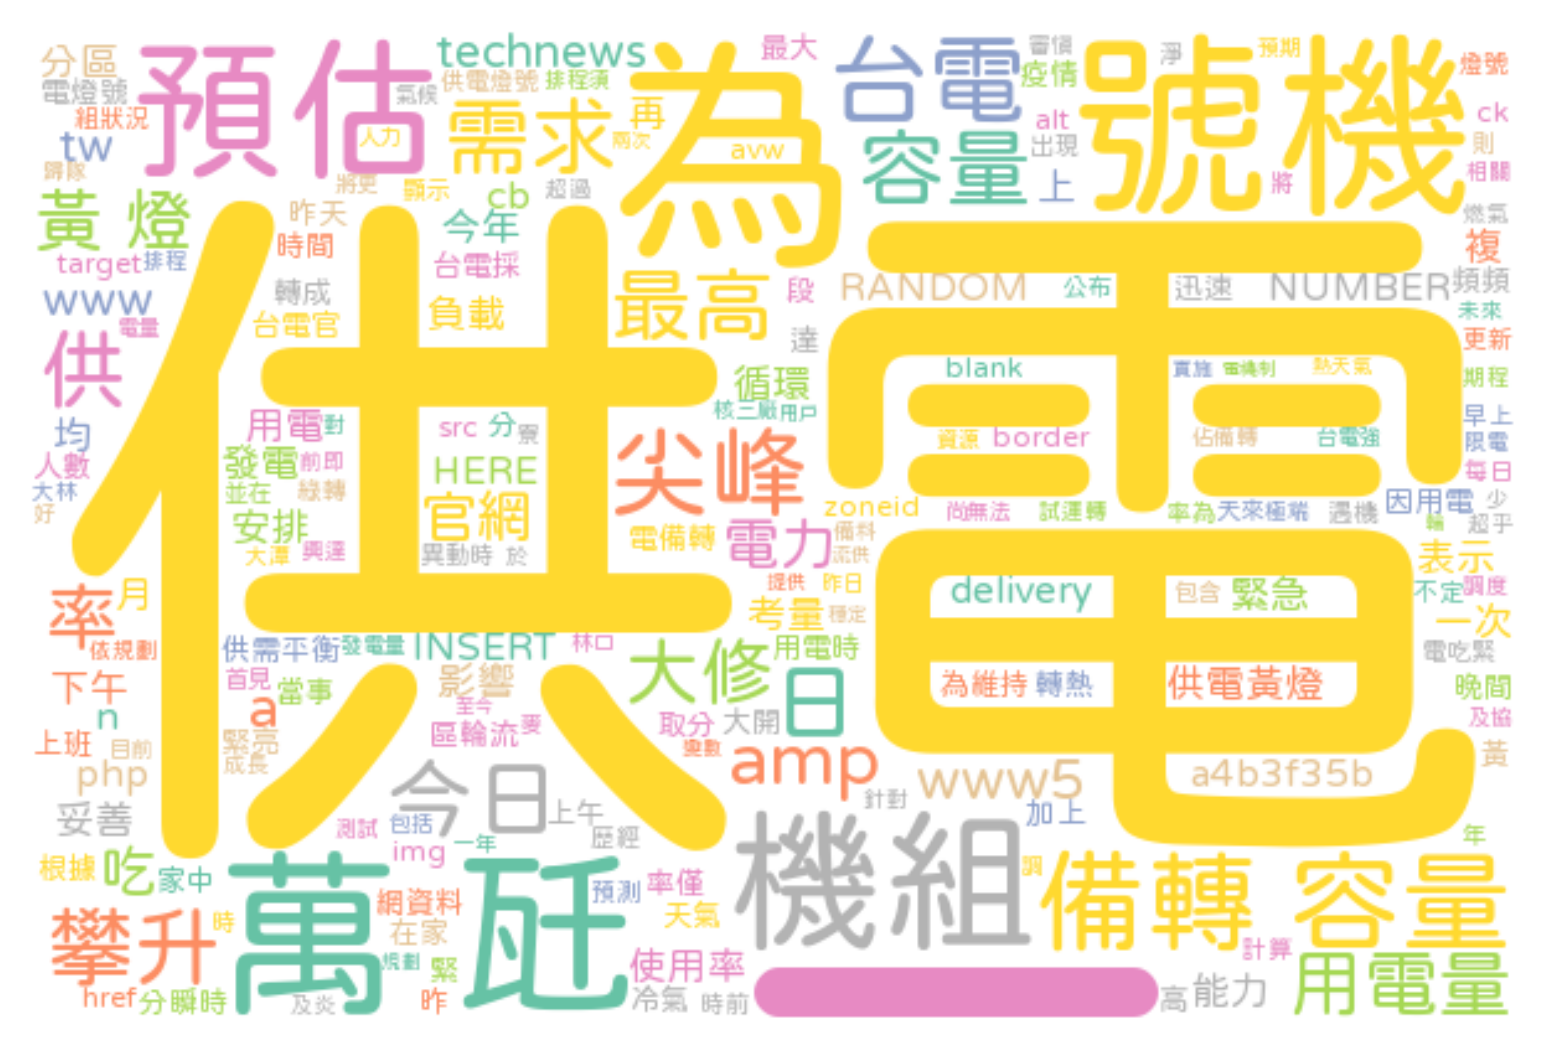 分區
預估
technews
為
最大
台電
審慎
淨
預期
號機
燈號
電燈號
氣候
供電燈號
排程須
疫情
組狀況
需求
再
alt
ck
tw
人力
兩次
avw
容量
出現
則
歸隊
將更
顯示
cb
超過
上
將
相關
黃 燈
昨天
今年
燃氣
target
排程
時間
台電採
複
www
電量
轉成
負載
最高
段
RANDOM
公布
迅速
NUMBER
頻頻
台電官
未來
供
供電
達
更新
循環
blank
實施
電機制
熱天氣
期程
核三廠
用戶
均
用電
對
src
分
寮
尖峰
資源
border
佔備轉
台電強
早上
限電
人數
發電
前即
HERE
每日
大林
並在
綠轉
官網
zoneid
尚無法
試運轉
率為
天來極端
遇機
因用電
少
好
安排
電備轉
電力
備料
輪
超乎
大潭
興達
異動時
於
流供
表示
率
月
提供
昨日
delivery
包含
緊急
不定
調度
依規劃
考量
穩定
一次
供需平衡
發電量
INSERT
林口
大修
用電時
電吃緊
下午
首見
當事
影響
日
為維持
轉熱
供電黃燈
晚間
n
a
至今
取分
大開
及協
上班
目前
緊亮
區輪流
要
變數
黃
php
成長
amp
www5
a4b3f35b
妥善
今日
上午
針對
加上
測試
包括
歷經
年
根據
吃
家中
img
一年
機組
調
備轉 容量
萬 瓩
預測
率僅
攀升
時
網資料
天氣
在家
計算
規劃
緊
使用率
用電量
href
分瞬時
及炎
昨
冷氣
時前
高
能力